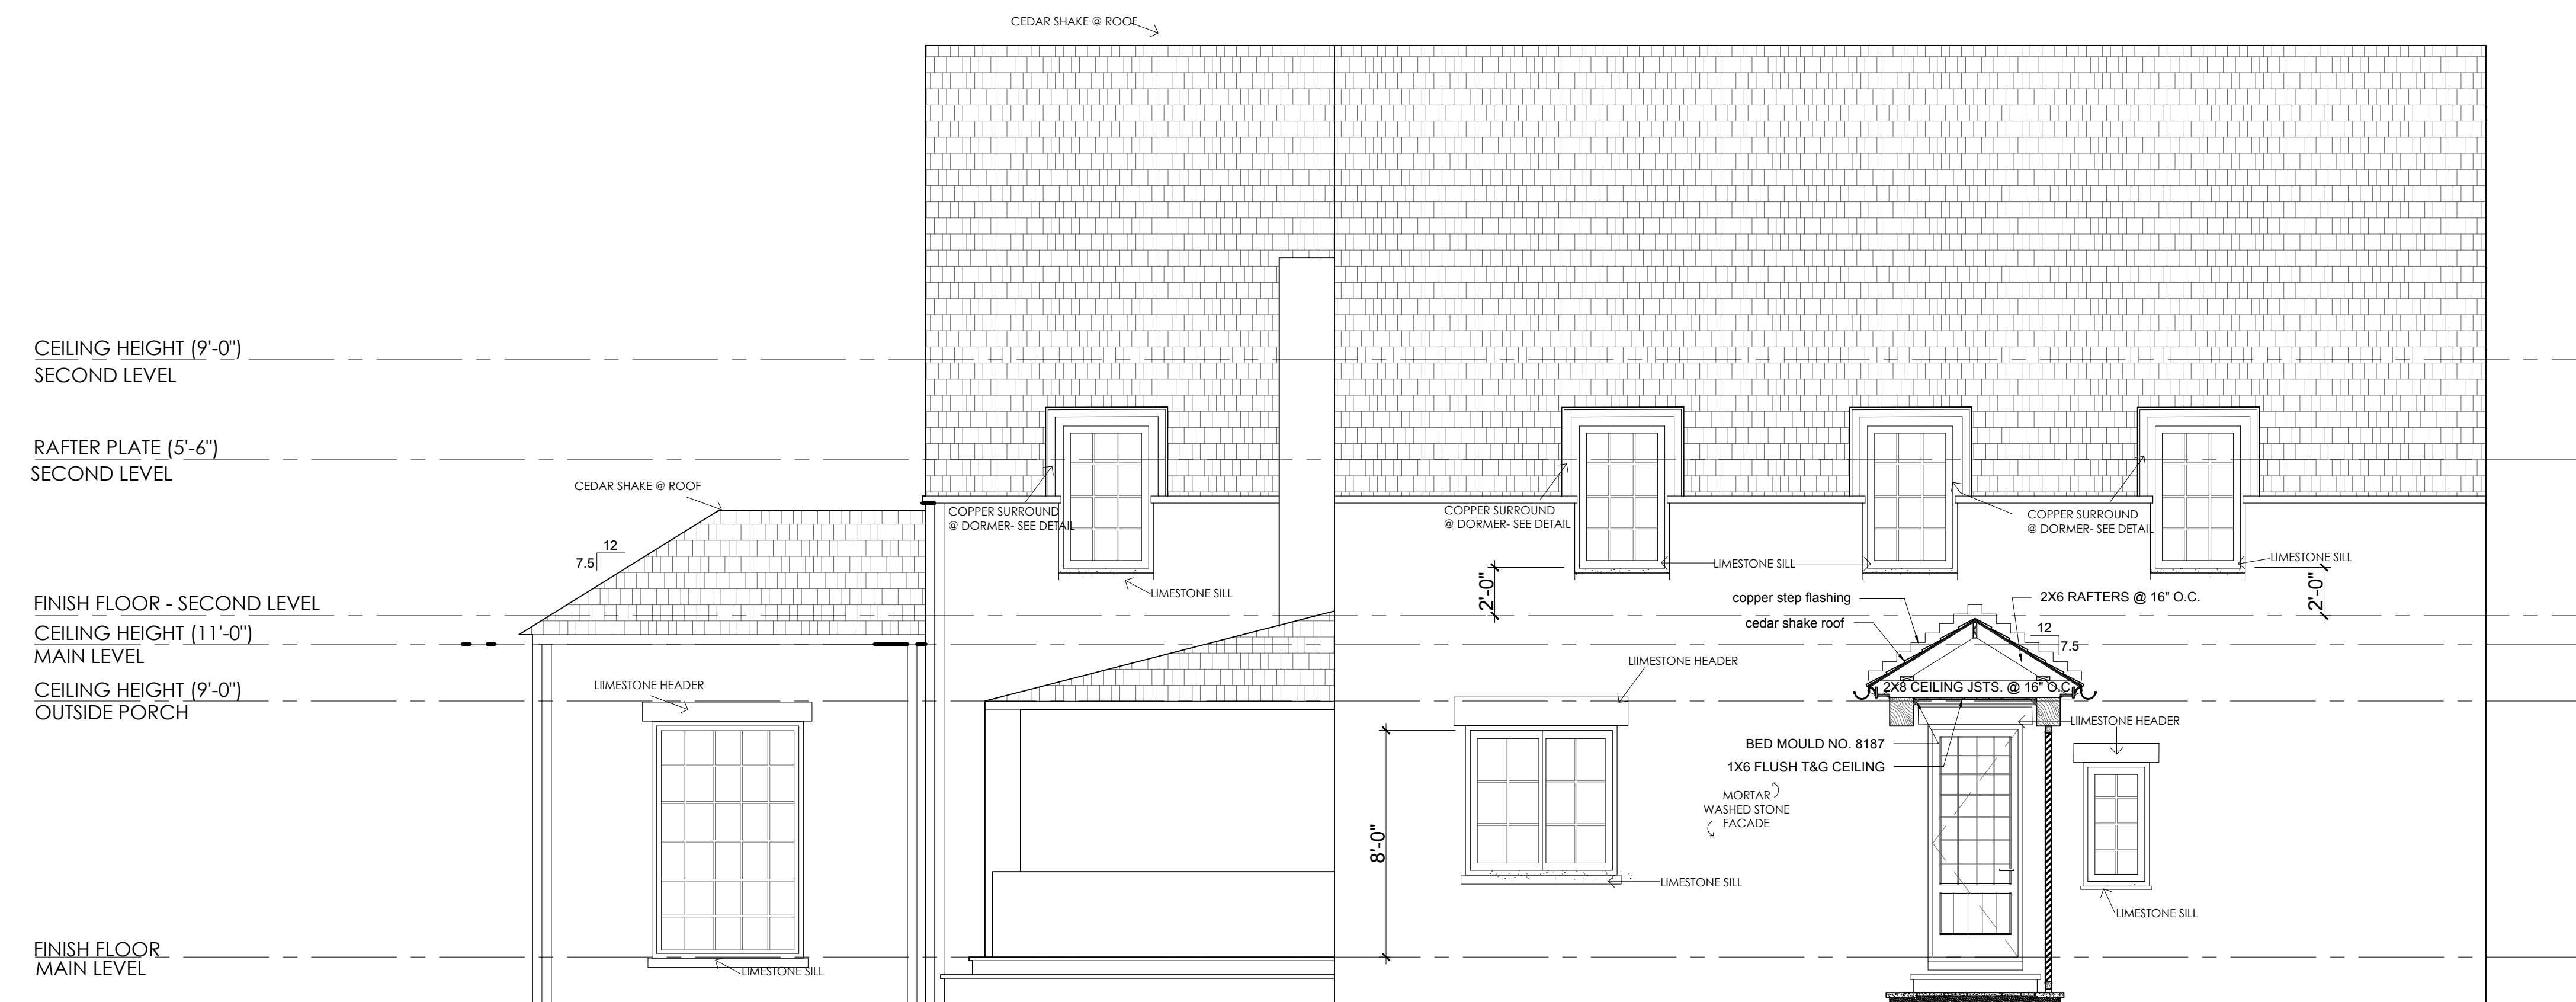 CEDAR SHAKE @ ROOF
CEILING HEIGHT (9'-0")
SECOND LEVEL
RAFTER PLATE (5'-6")
SECOND LEVEL
CEDAR SHAKE @ ROOF
12
7.5
COPPER SURROUND
@ DORMER- SEE DETAIL
COPPER SURROUND
@ DORMER- SEE DETAIL
COPPER SURROUND
@ DORMER- SEE DETAIL
LIMESTONE SILL
LIMESTONE SILL
LIMESTONE SILL
2'-0"
2'-0"
FINISH FLOOR - SECOND LEVEL
CEILING HEIGHT (11'-0")
MAIN LEVEL
copper step flashing
cedar shake roof
2X6 RAFTERS @ 16" O.C.
12
7.5
CEILING HEIGHT (9'-0")
OUTSIDE PORCH
LIIMESTONE HEADER
LIIMESTONE HEADER
2X8 CEILING JSTS. @ 16" O.C.
LIIMESTONE HEADER
BED MOULD NO. 8187
1X6 FLUSH T&G CEILING
MORTAR
WASHED STONE
FACADE
8'-0"
LIMESTONE SILL
LIMESTONE SILL
FINISH FLOOR
MAIN LEVEL
LIMESTONE SILL